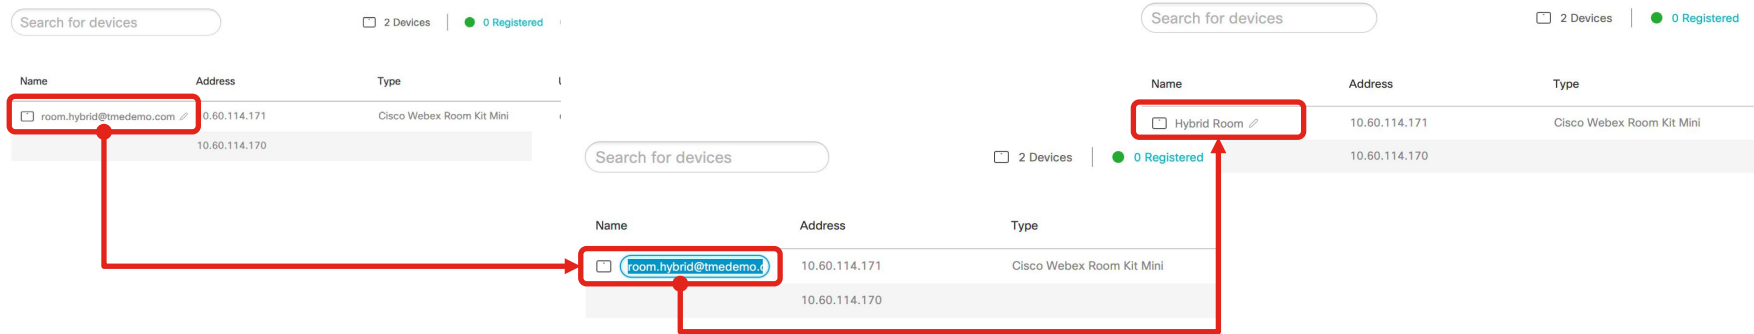 Search for devices
2 Devices
0 Registered
Name Address Type
room.hybrid@tmedemo.com 10.60.114.171 Cisco Webex Room Kit Mini
10.60.114.170
Search for devices
2 Devices
0 Registered
Name Address Type
room.hybrid@tmedemo. 10.60.114.171 Cisco Webex Room Kit Mini
10.60.114.170
Search for devices
2 Devices
0 Registered
Name Address Type
Hybrid Room 10.60.114.171 Cisco Webex Room Kit Mini
10.60.114.170